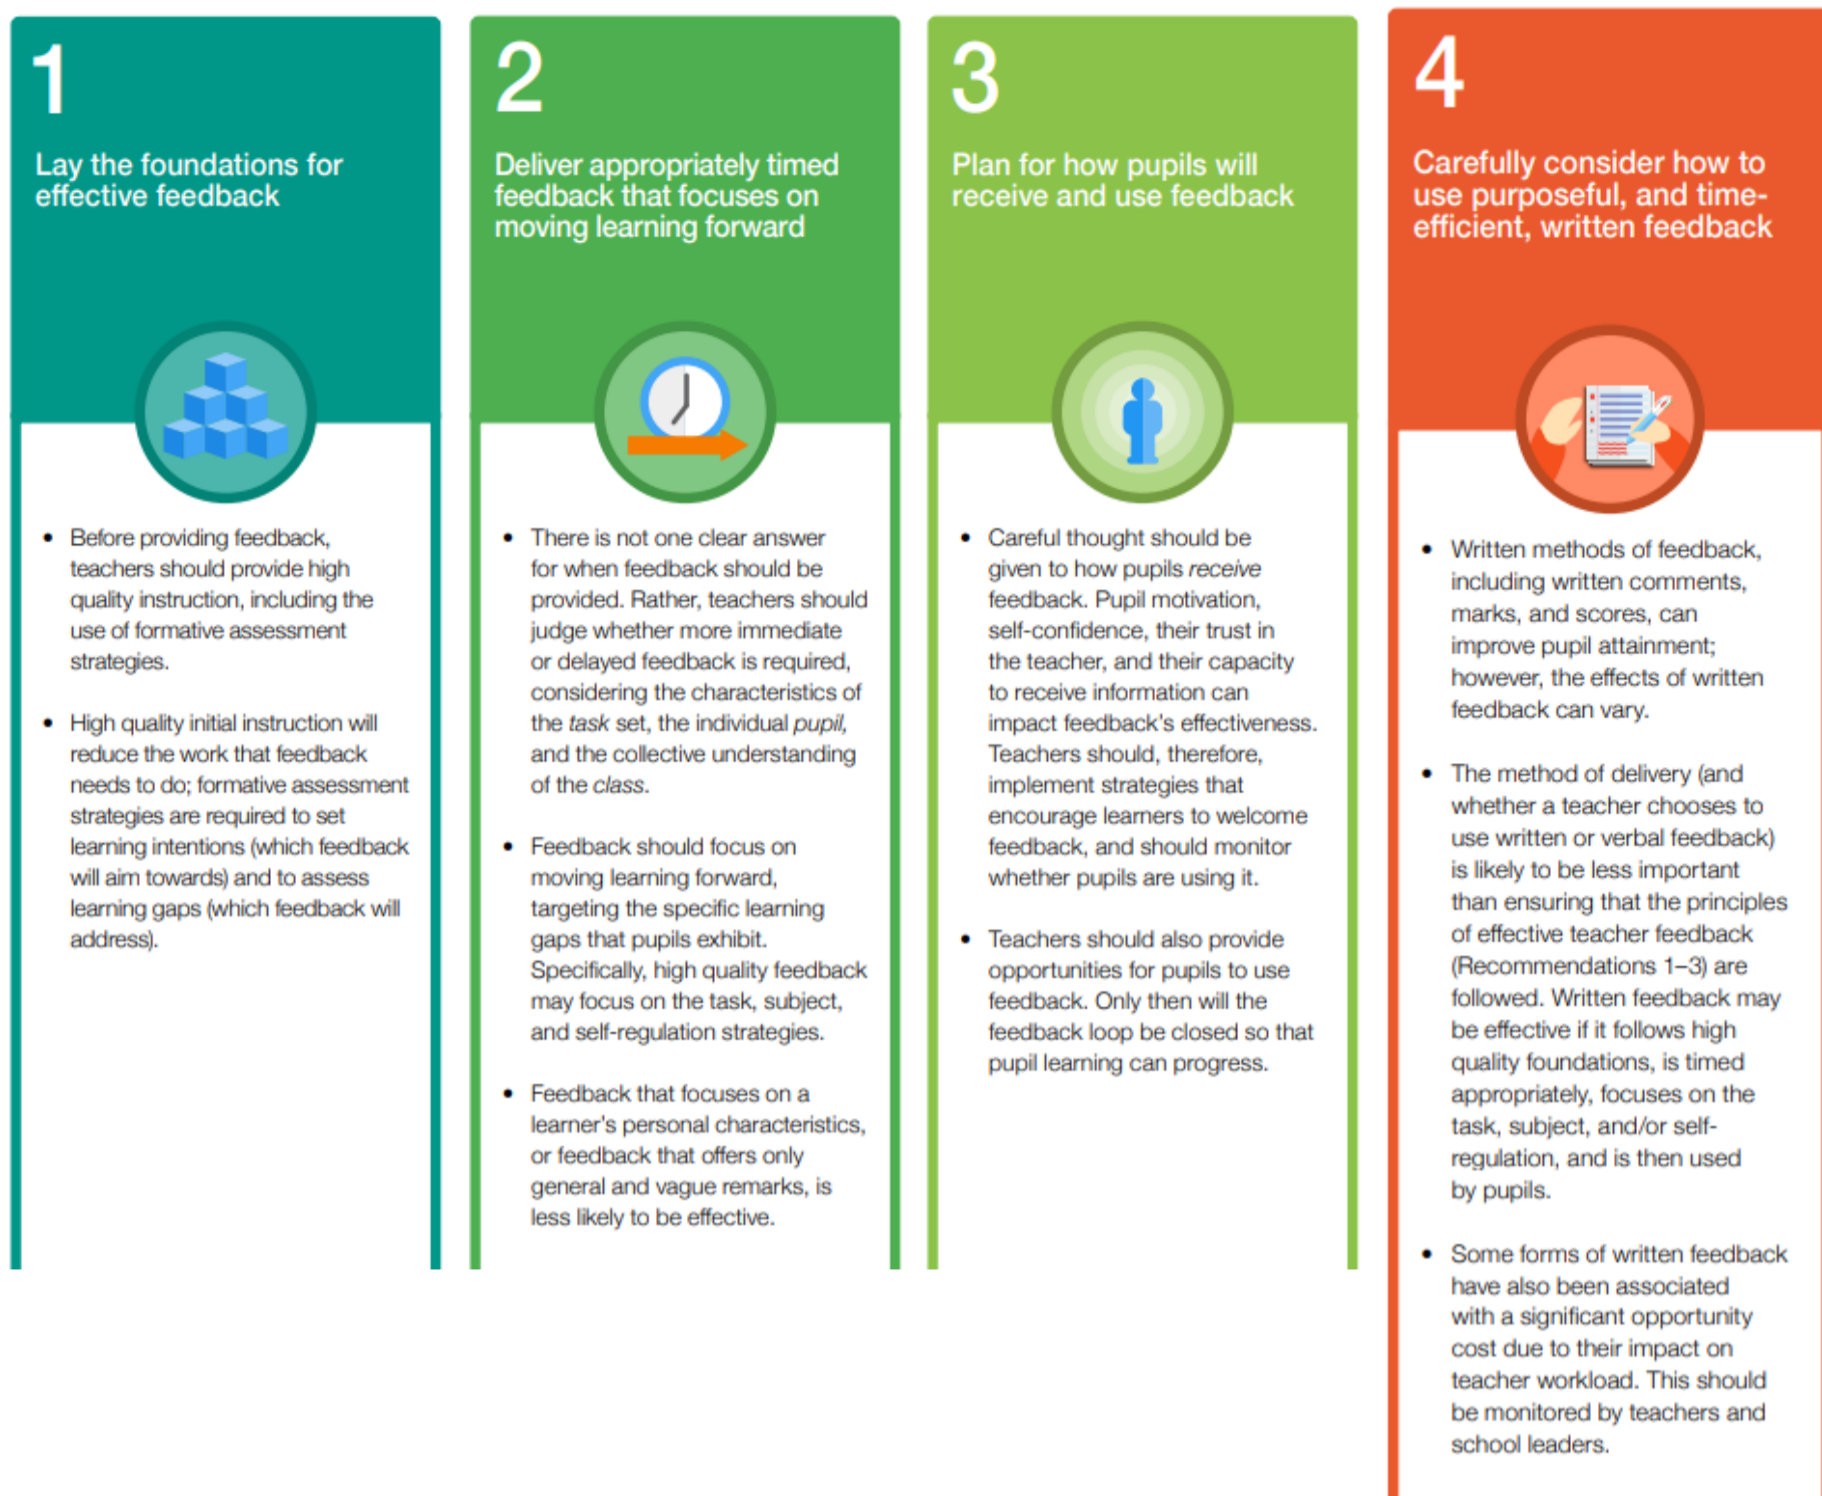 1
Lay the foundations for
effective feedback
• Before providing feedback,
teachers should provide high
quality instruction, including the
use of formative assessment
strategies.
• High quality initial instruction will
reduce the work that feedback
needs to do; formative assessment
strategies are required to set
learning intentions (which feedback
will aim towards) and to assess
learning gaps (which feedback will
address).
2
Deliver appropriately timed
feedback that focuses on
moving learning forward
• There is not one clear answer
for when feedback should be
provided. Rather, teachers should
judge whether more immediate
or delayed feedback is required,
considering the characteristics of
the task set, the individual pupil,
and the collective understanding
of the class.
• Feedback should focus on
moving learning forward,
targeting the specific learning
gaps that pupils exhibit.
Specifically, high quality feedback
may focus on the task, subject,
and self-regulation strategies.
• Feedback that focuses on a
learner's personal characteristics,
or feedback that offers only
general and vague remarks, is
less likely to be effective.
3
Plan for how pupils will
receive and use feedback
• Careful thought should be
given to how pupils receive
feedback. Pupil motivation,
self-confidence, their trust in
the teacher, and their capacity
to receive information can
impact feedback's effectiveness.
Teachers should, therefore,
implement strategies that
encourage learners to welcome
feedback, and should monitor
whether pupils are using it.
• Teachers should also provide
opportunities for pupils to use
feedback. Only then will the
feedback loop be closed so that
pupil learning can progress.
4
Carefully consider how to
use purposeful, and time-
efficient, written feedback
• Written methods of feedback,
including written comments,
marks, and scores, can
improve pupil attainment;
however, the effects of written
feedback can vary.
• The method of delivery (and
whether a teacher chooses to
use written or verbal feedback)
is likely to be less important
than ensuring that the principles
of effective teacher feedback
(Recommendations 1–3) are
followed. Written feedback may
be effective if it follows high
quality foundations, is timed
appropriately, focuses on the
task, subject, and/or self-
regulation, and is then used
by pupils.
• Some forms of written feedback
have also been associated
with a significant opportunity
cost due to their impact on
teacher workload. This should
be monitored by teachers and
school leaders.